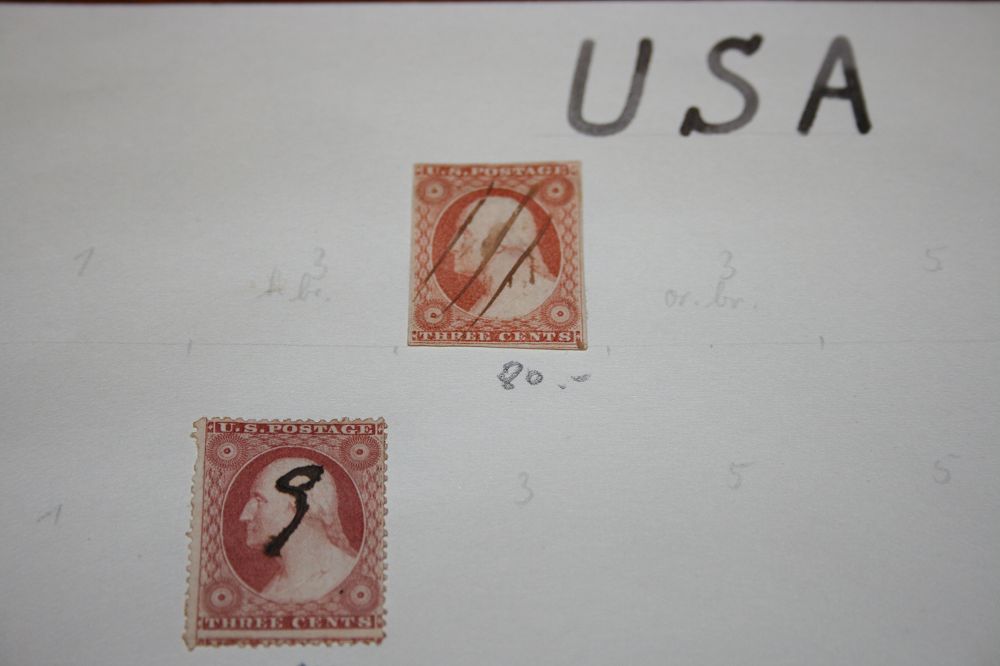 USA
U.S. POSTAGE
THREE CENTS
1
3
3
5
br.
or. br.
80.-
U.S. POSTAGE
THREE CENTS
1
3
5
5